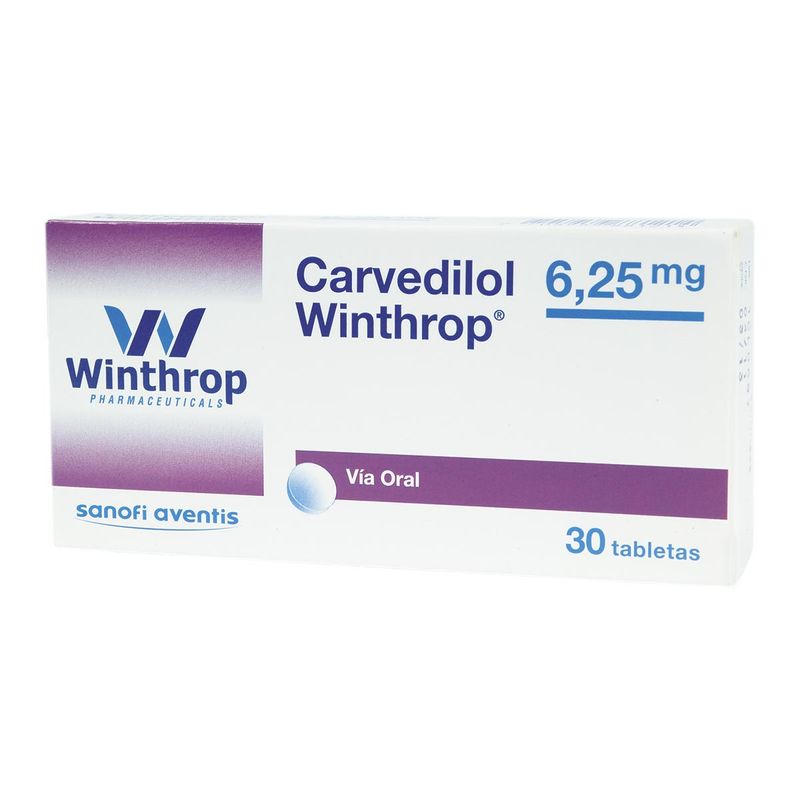 Winthrop
PHARMACEUTICALS
sanofi aventis
Carvedilol
Winthrop®
6,25 mg
Vía Oral
30 tabletas